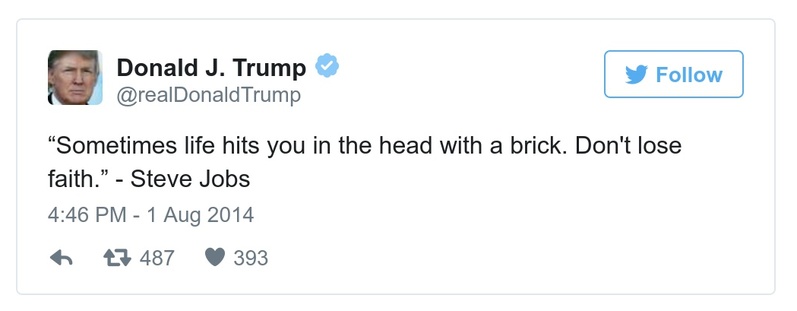 Donald J. Trump
@realDonaldTrump
Follow
“Sometimes life hits you in the head with a brick. Don't lose
faith.” - Steve Jobs
4:46 PM - 1 Aug 2014
487 393